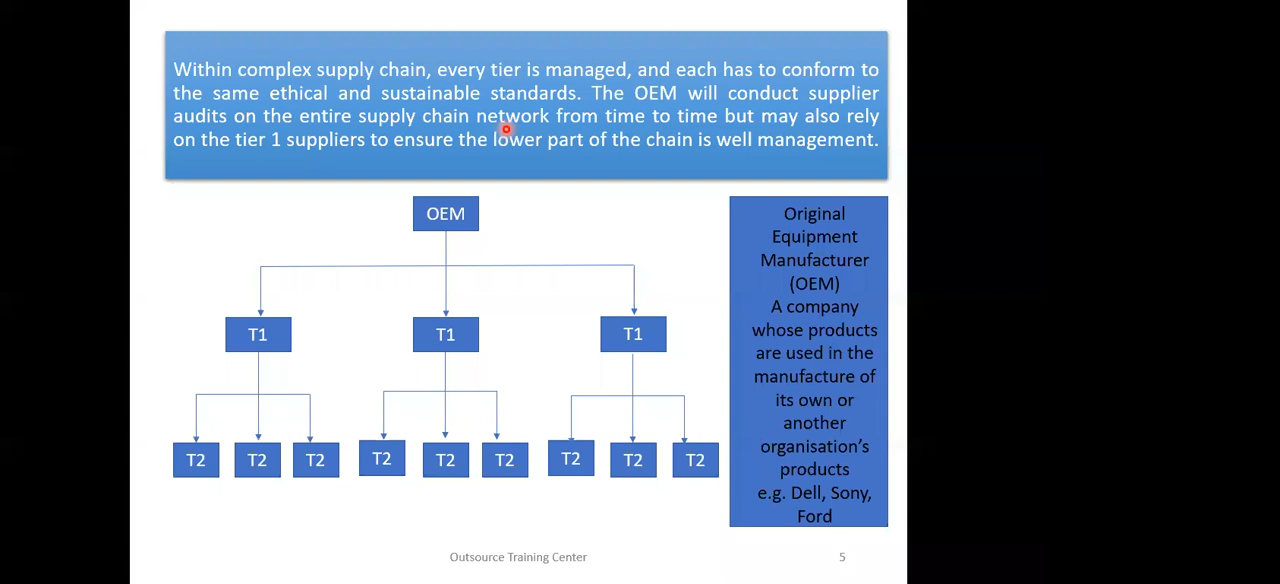 Within complex supply chain, every tier is managed, and each has to conform to
the same ethical and sustainable standards. The OEM will conduct supplier
audits on the entire supply chain network from time to time but may also rely
on the tier 1 suppliers to ensure the lower part of the chain is well management.
OEM
T1
T1
T1
T2
T2
T2
T2
T2
T2
T2
T2
T2
Original
Equipment
Manufacturer
(OEM)
A company
whose products
are used in the
manufacture of
its own or
another
organisation’s
products
e.g. Dell, Sony,
Ford
Outsource Training Center
5